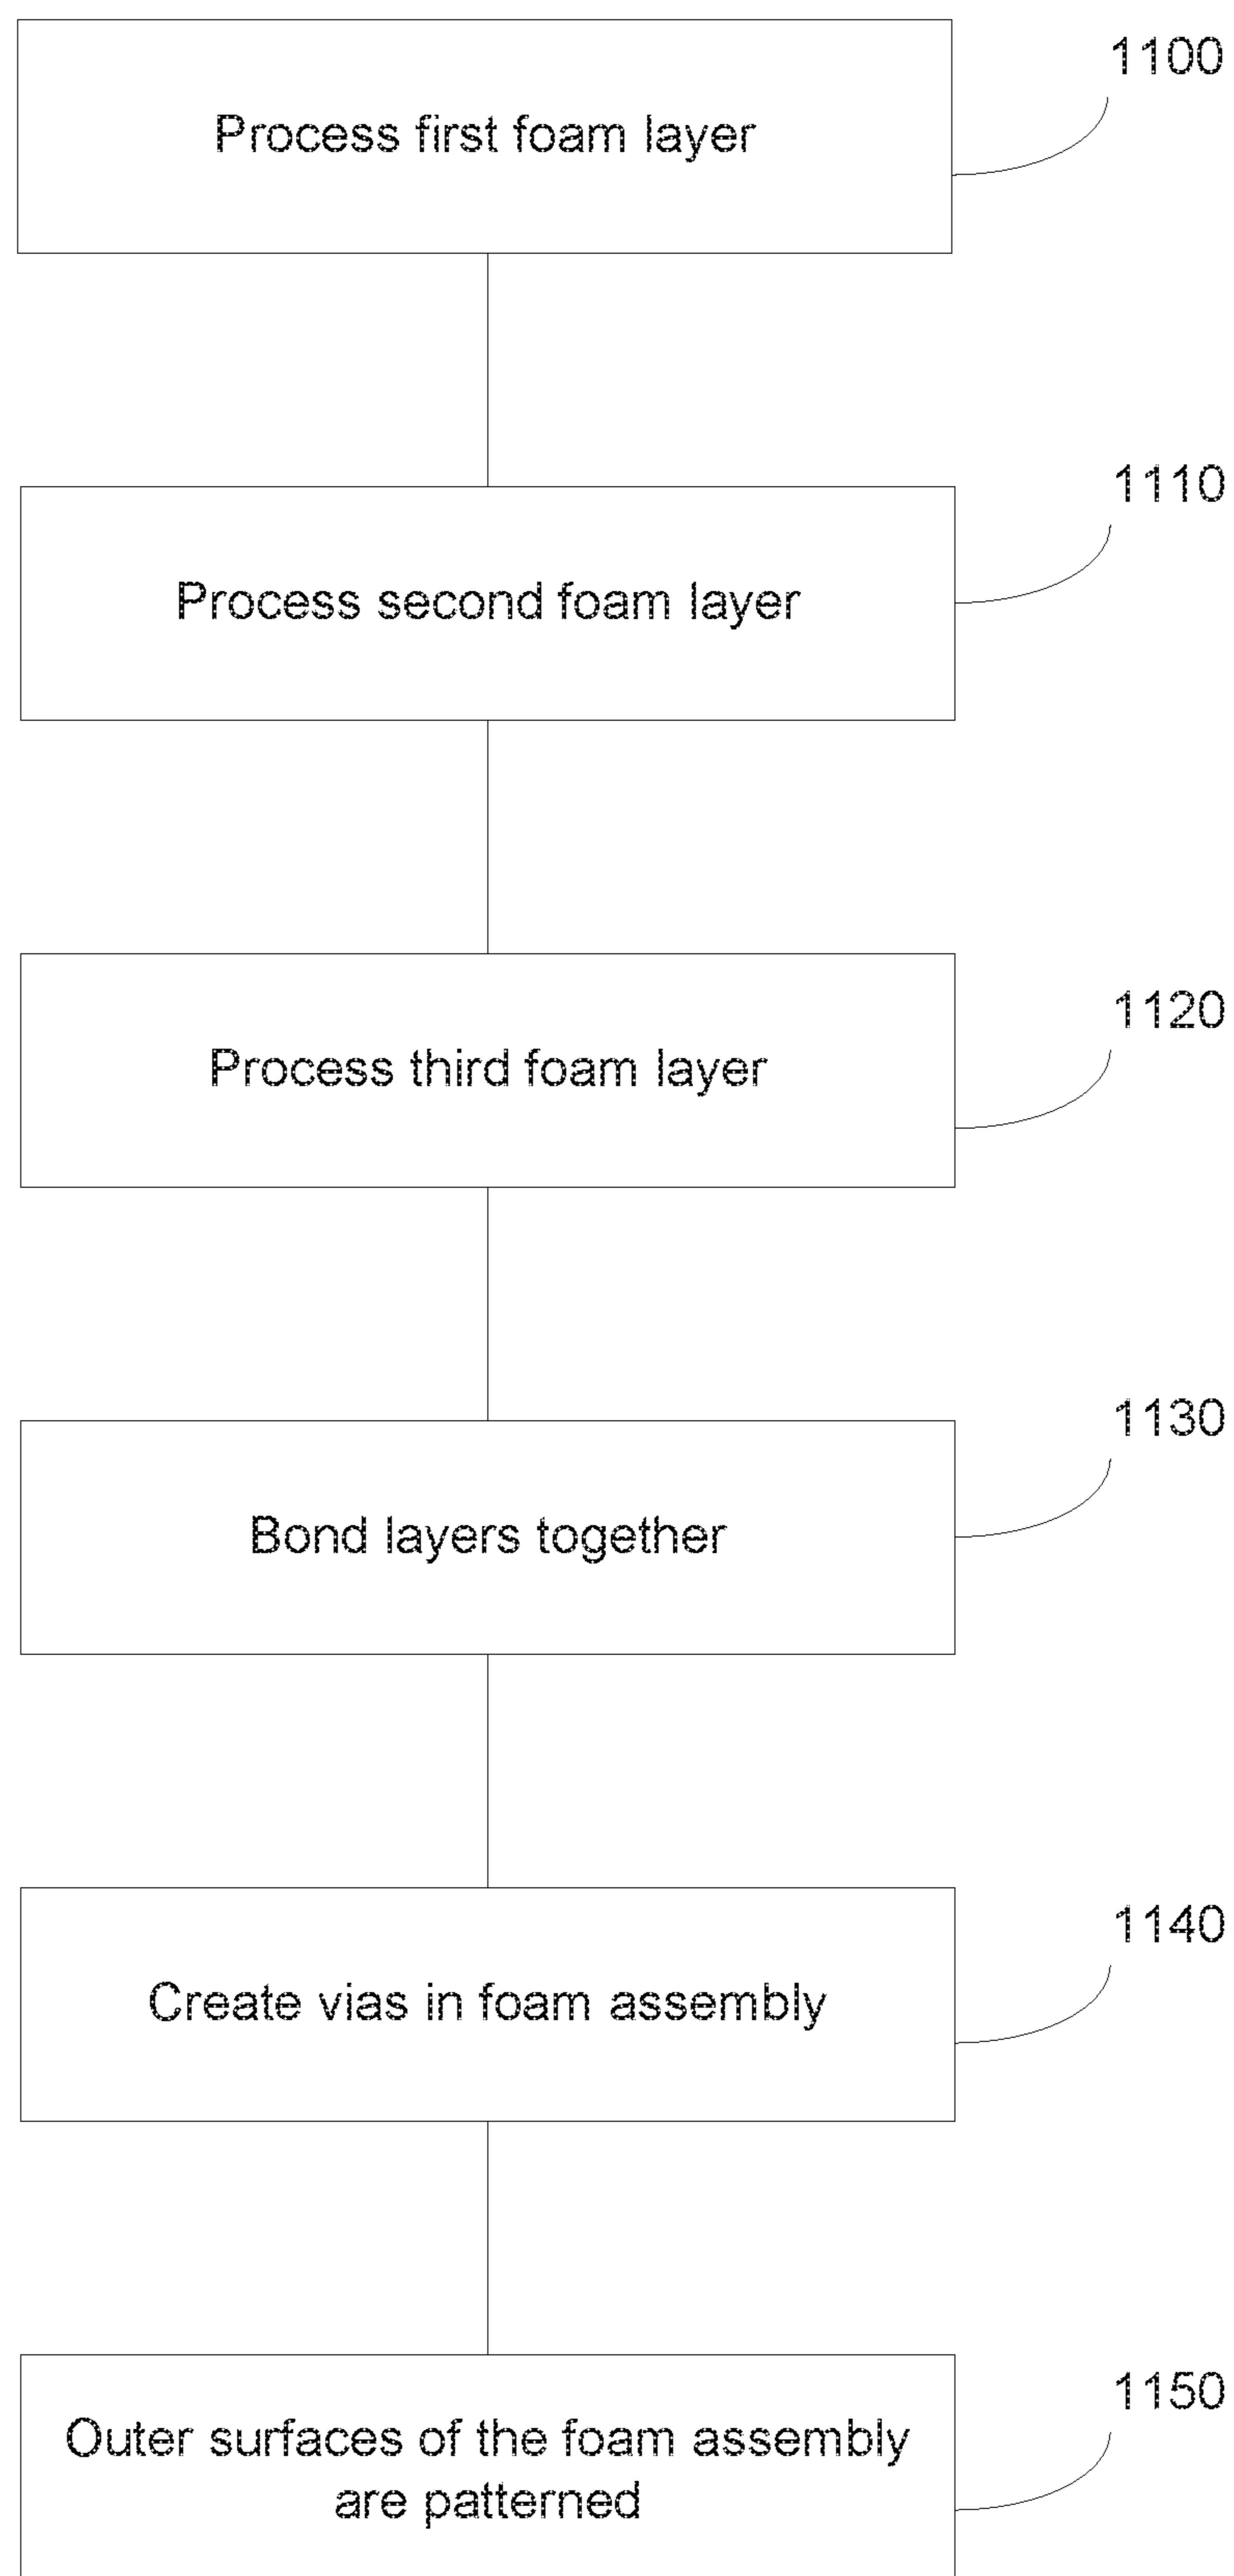 1100
Process first foam layer
1110
Process second foam layer
1120
Process third foam layer
1130
Bond layers together
1140
Create vias in foam assembly
1150
Outer surfaces of the foam assembly
are patterned